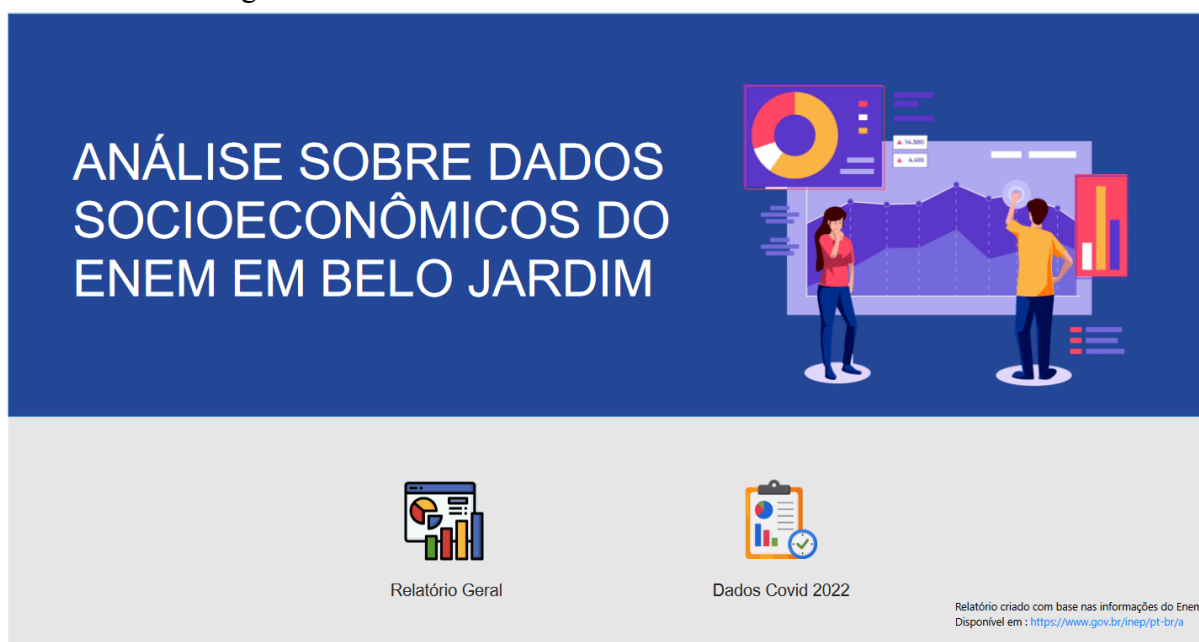 ANÁLISE SOBRE DADOS
SOCIOECONÔMICOS DO
ENEM EM BELO JARDIM
14.380
4.410
Relatório Geral
Dados Covid 2022
Relatório criado com base nas informações do Enem
Disponível em : https://www.gov.br/inep/pt-br/a